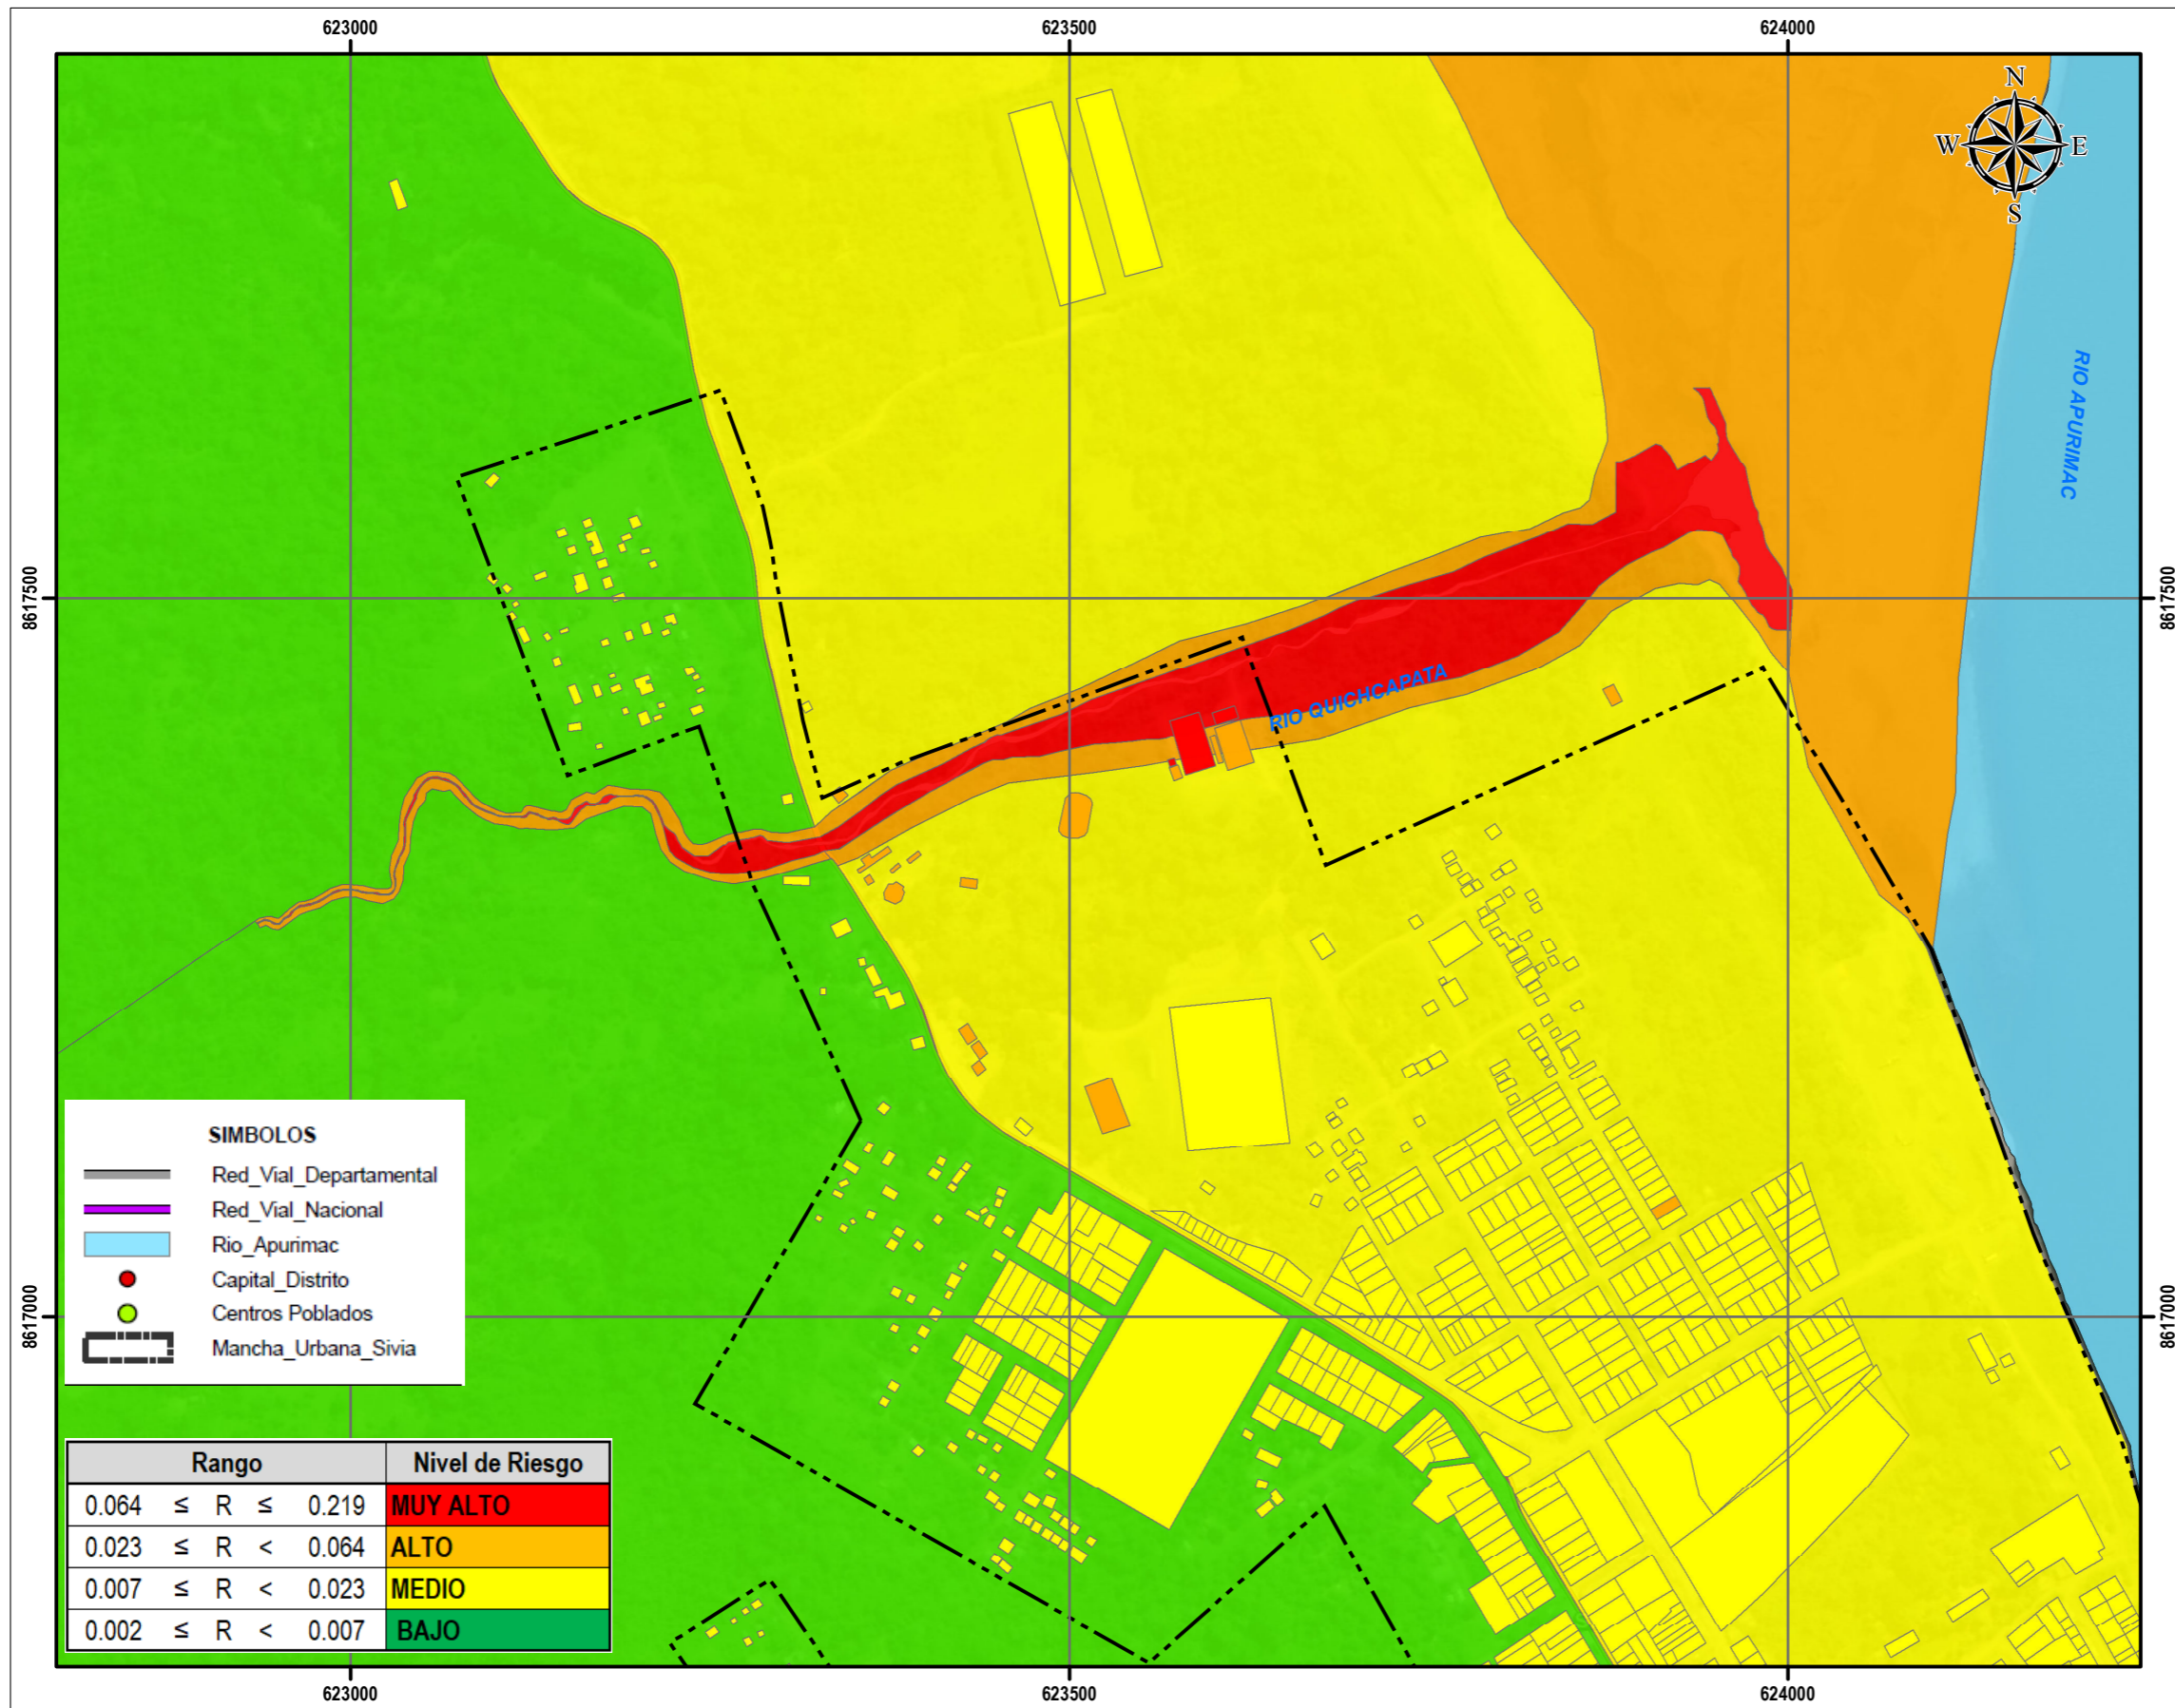 623000 623500 624000
N
W E
S
RIO APURIMAC
8617500 8617500
RIO QUICHCAPATA
SIMBOLOS
Red_Vial_Departamental
Red_Vial_Nacional
Rio_Apurimac
Capital_Distrito
Centros Poblados
Mancha_Urbana_Sivia
8617000 8617000
Rango Nivel de Riesgo
0.064 ≤ R ≤ 0.219 MUY ALTO
0.023 ≤ R < 0.064 ALTO
0.007 ≤ R < 0.023 MEDIO
0.002 ≤ R < 0.007 BAJO
623000 623500 624000